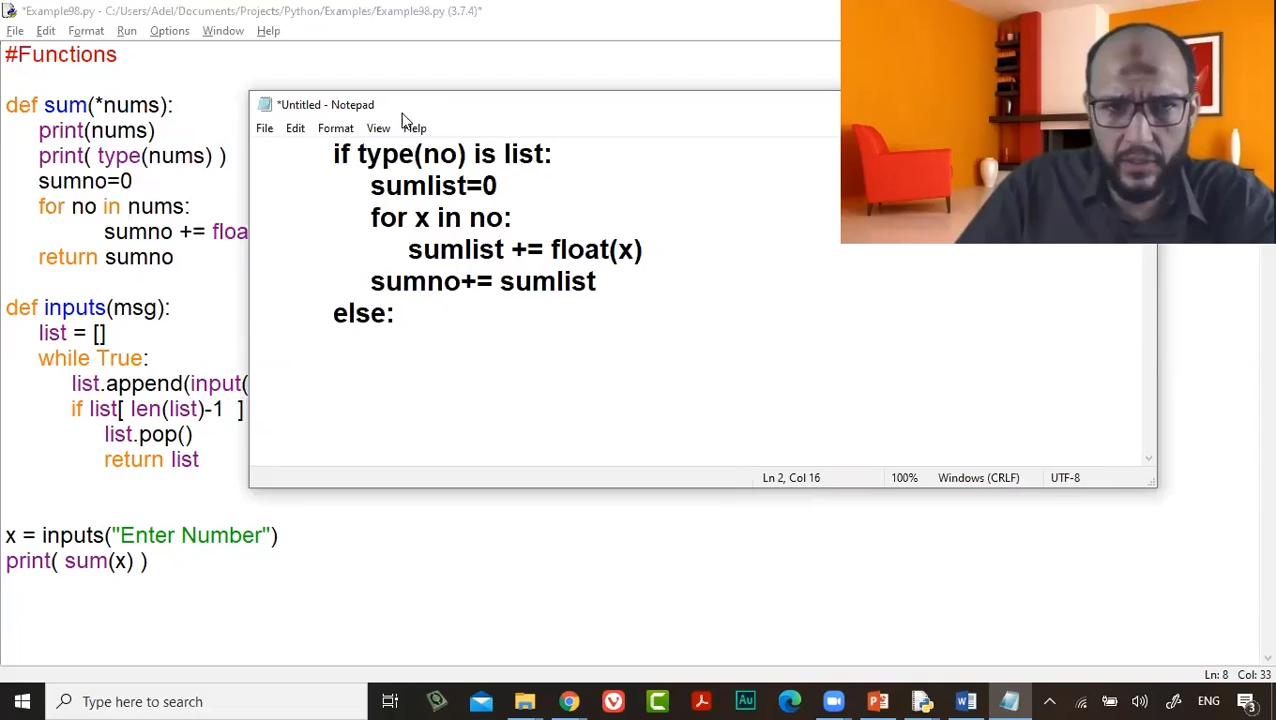 *Example98.py - C:/Users/Adel/Documents/Projects/Python/Examples/Example98.py (3.7.4)*
File Edit Format Run Options Window Help
#Functions
def sum(*nums):
print(nums)
print( type(nums) )
sumno=0
for no in nums:
sumno += floa
return sumno
def inputs(msg):
list = []
while True:
list.append(input(
if list[ len(list)-1 ]
list.pop()
return list
x = inputs("Enter Number")
print( sum(x) )
*Untitled - Notepad
File Edit Format View Help
if type(no) is list:
sumlist=0
for x in no:
sumlist += float(x)
sumno+= sumlist
else:
Ln 2, Col 16 100% Windows (CRLF) UTF-8
Ln: 8 Col: 33
Type here to search
Au
ENG
3